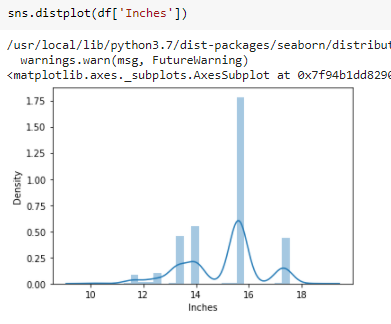 sns.distplot(df['Inches'])
/usr/local/lib/python3.7/dist-packages/seaborn/distribut
warnings.warn(msg, FutureWarning)
<matplotlib.axes._subplots.AxesSubplot at 0x7f94b1dd8290
1.75
1.50
1.25
1.00
0.75
0.50
0.25
0.00
Density
10 12 14 16 18
Inches